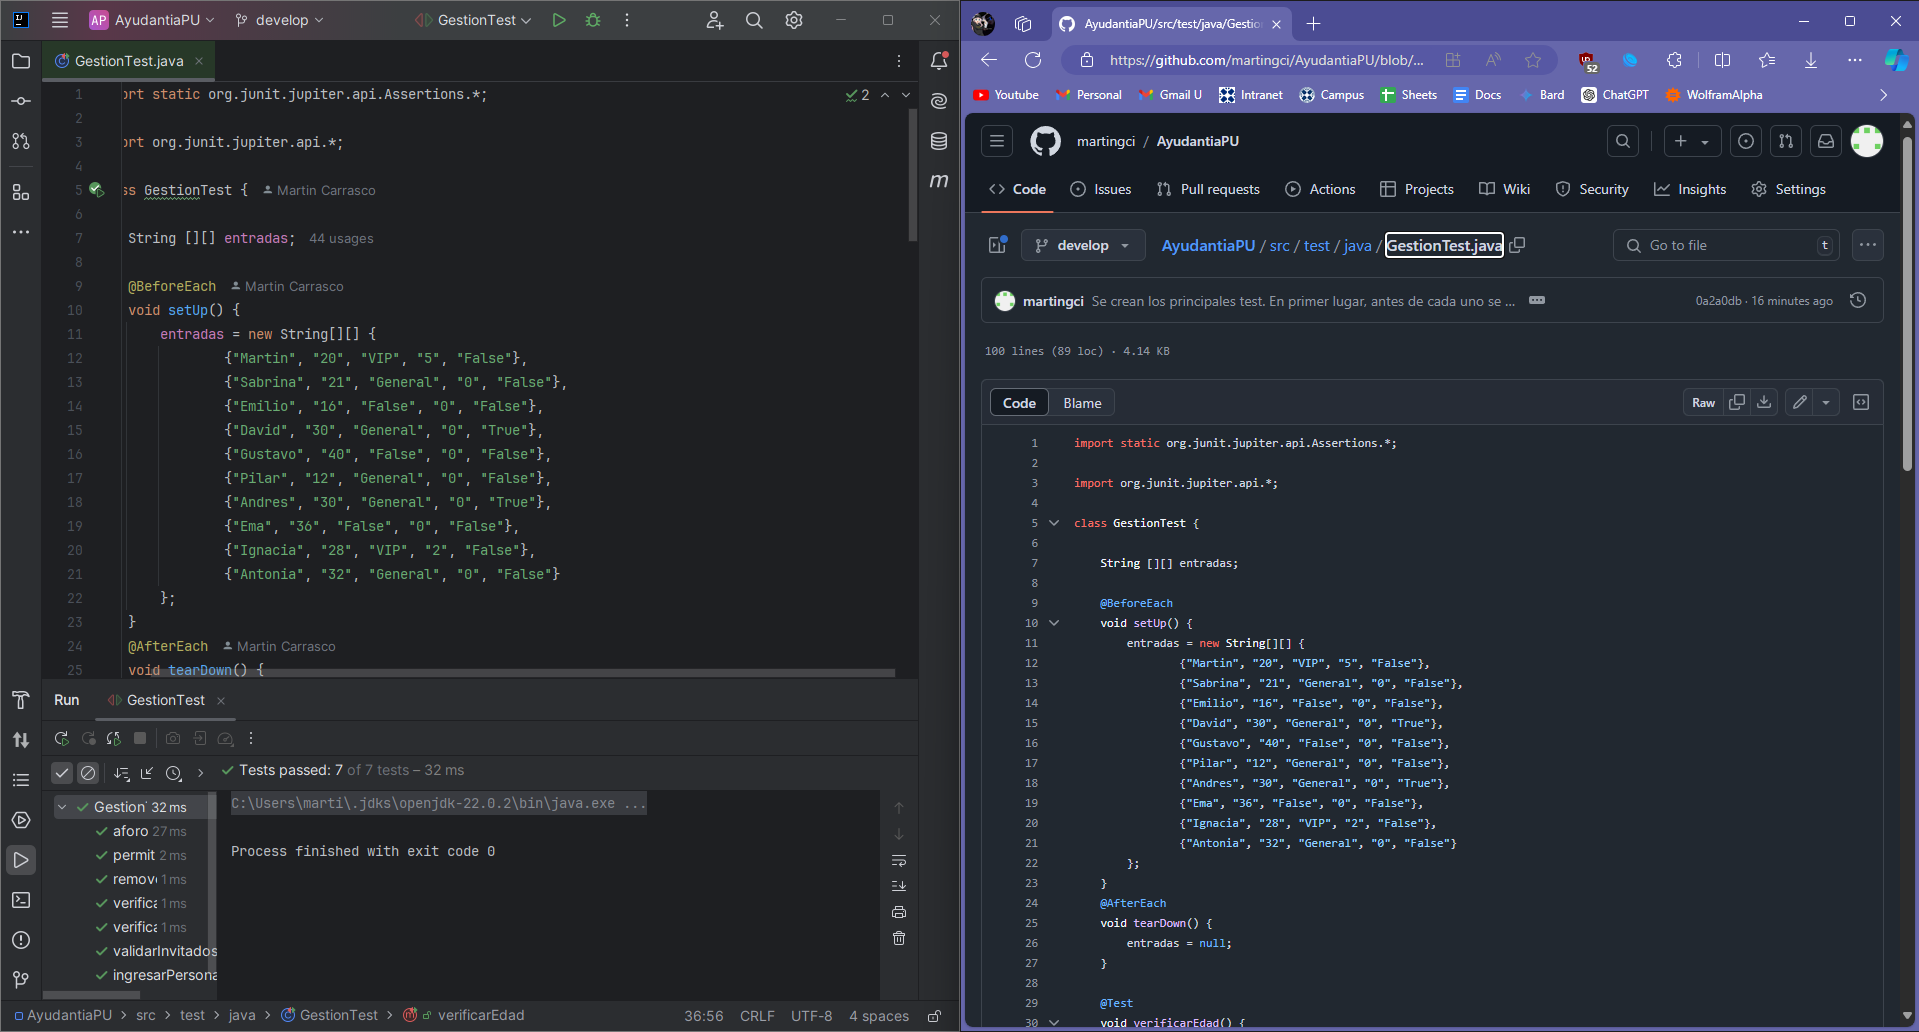 AP AyudantiaPU develop GestionTest
GestionTest.java
1 ort static org.junit.jupiter.api.Assertions.*; 2
2
3 ort org.junit.jupiter.api.*;
4
5 ss GestionTest { Martin Carrasco
6
7 String [][] entradas; 44 usages
8
9 @BeforeEach Martin Carrasco
10 void setUp() {
11 entradas = new String[][] {
12 {"Martin", "20", "VIP", "5", "False"},
13 {"Sabrina", "21", "General", "0", "False"},
14 {"Emilio", "16", "False", "0", "False"},
15 {"David", "30", "General", "0", "True"},
16 {"Gustavo", "40", "False", "0", "False"},
17 {"Pilar", "12", "General", "0", "False"},
18 {"Andres", "30", "General", "0", "True"},
19 {"Ema", "36", "False", "0", "False"},
20 {"Ignacia", "28", "VIP", "2", "False"},
21 {"Antonia", "32", "General", "0", "False"}
22 };
23 }
24 @AfterEach Martin Carrasco
25 void tearDown() {
Run GestionTest
Tests passed: 7 of 7 tests – 32 ms
Gestion 32 ms
aforo 27 ms
permit 2 ms
remov 1 ms
verifica 1 ms
verifica 1 ms
validarInvitados
ingresarPersona
C:\Users\marti\.jdks\openjdk-22.0.2\bin\java.exe ...
Process finished with exit code 0
AyudantiaPU > src > test > java > GestionTest > verificarEdad 36:56 CRLF UTF-8 4 spaces
AyudantiaPU/src/test/java/Gestio
https://github.com/martingci/AyudantiaPU/blob/... 52
Youtube Personal Gmail U Intranet Campus Sheets Docs Bard ChatGPT WolframAlpha
martingci / AyudantiaPU
Code Issues Pull requests Actions Projects Wiki Security Insights Settings
develop AyudantiaPU / src / test / java / GestionTest.java Go to file t
martingci Se crean los principales test. En primer lugar, antes de cada uno se ... 0a2a0db · 16 minutes ago
100 lines (89 loc) · 4.14 KB
Code Blame Raw
1 import static org.junit.jupiter.api.Assertions.*;
2
3 import org.junit.jupiter.api.*;
4
5 class GestionTest {
6
7 String [][] entradas;
8
9 @BeforeEach
10 void setUp() {
11 entradas = new String[][] {
12 {"Martin", "20", "VIP", "5", "False"},
13 {"Sabrina", "21", "General", "0", "False"},
14 {"Emilio", "16", "False", "0", "False"},
15 {"David", "30", "General", "0", "True"},
16 {"Gustavo", "40", "False", "0", "False"},
17 {"Pilar", "12", "General", "0", "False"},
18 {"Andres", "30", "General", "0", "True"},
19 {"Ema", "36", "False", "0", "False"},
20 {"Ignacia", "28", "VIP", "2", "False"},
21 {"Antonia", "32", "General", "0", "False"}
22 };
23 }
24 @AfterEach
25 void tearDown() {
26 entradas = null;
27 }
28
29 @Test
30 void verificarEdad() {